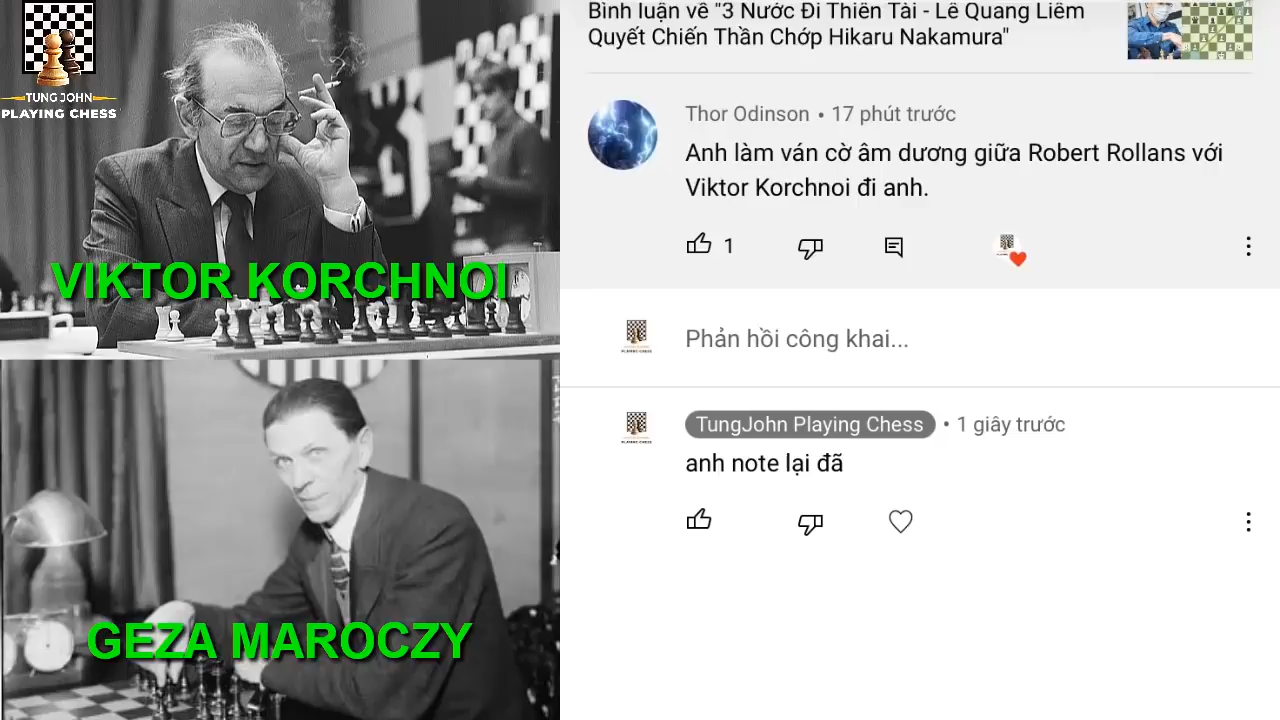 TUNG JOHN
PLAYING CHESS
VIKTOR KORCHNOI
GEZA MAROCZY
Bình luận về "3 Nước Đi Thiên Tài - Lê Quang Liêm
Quyết Chiến Thần Chớp Hikaru Nakamura"
Thor Odinson • 17 phút trước
Anh làm ván cờ âm dương giữa Robert Rollans với
Viktor Korchnoi đi anh.
1
Phản hồi công khai...
TungJohn Playing Chess • 1 giây trước
anh note lại đã